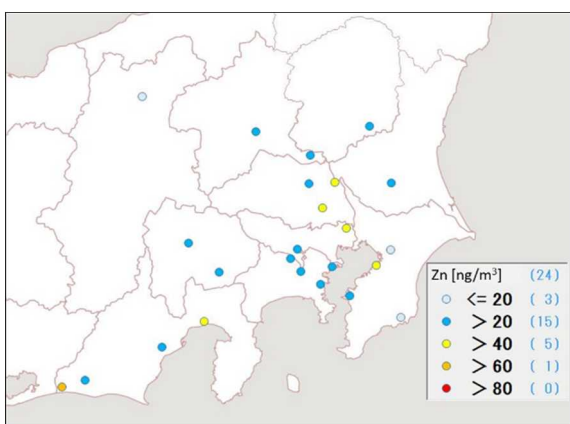 Zn [ng/m³] (24)
<= 20 ( 3)
> 20 (15)
> 40 ( 5)
> 60 ( 1)
> 80 ( 0)